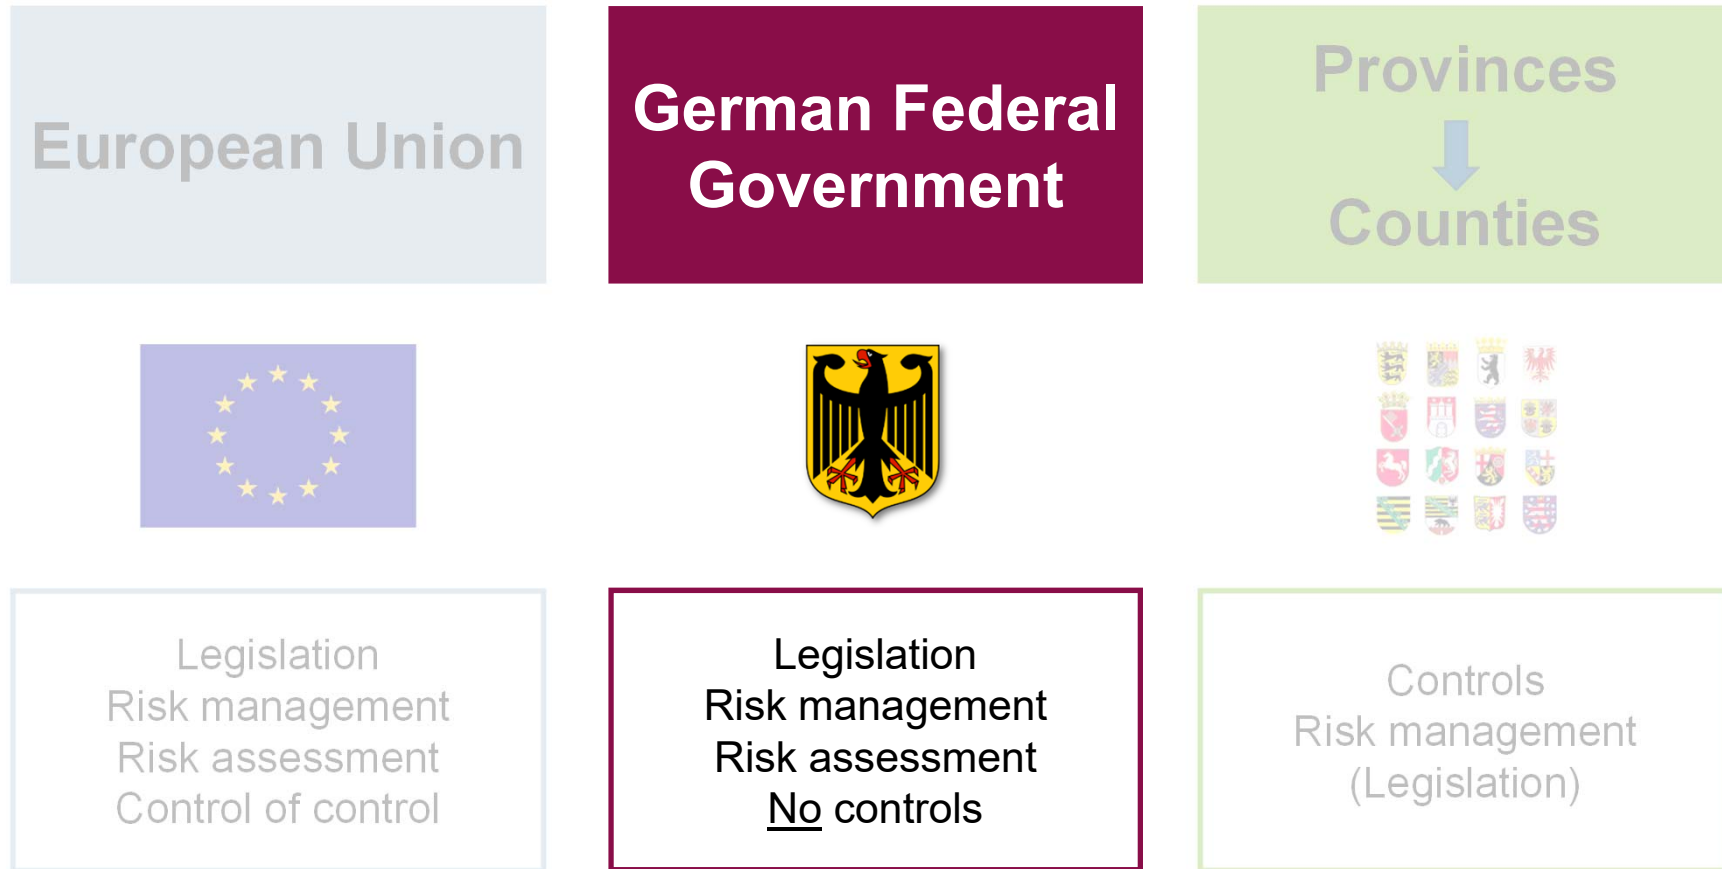 European Union
German Federal
Government
Provinces
Counties
Legislation
Risk management
Risk assessment
Control of control
Legislation
Risk management
Risk assessment
No controls
Controls
Risk management
(Legislation)